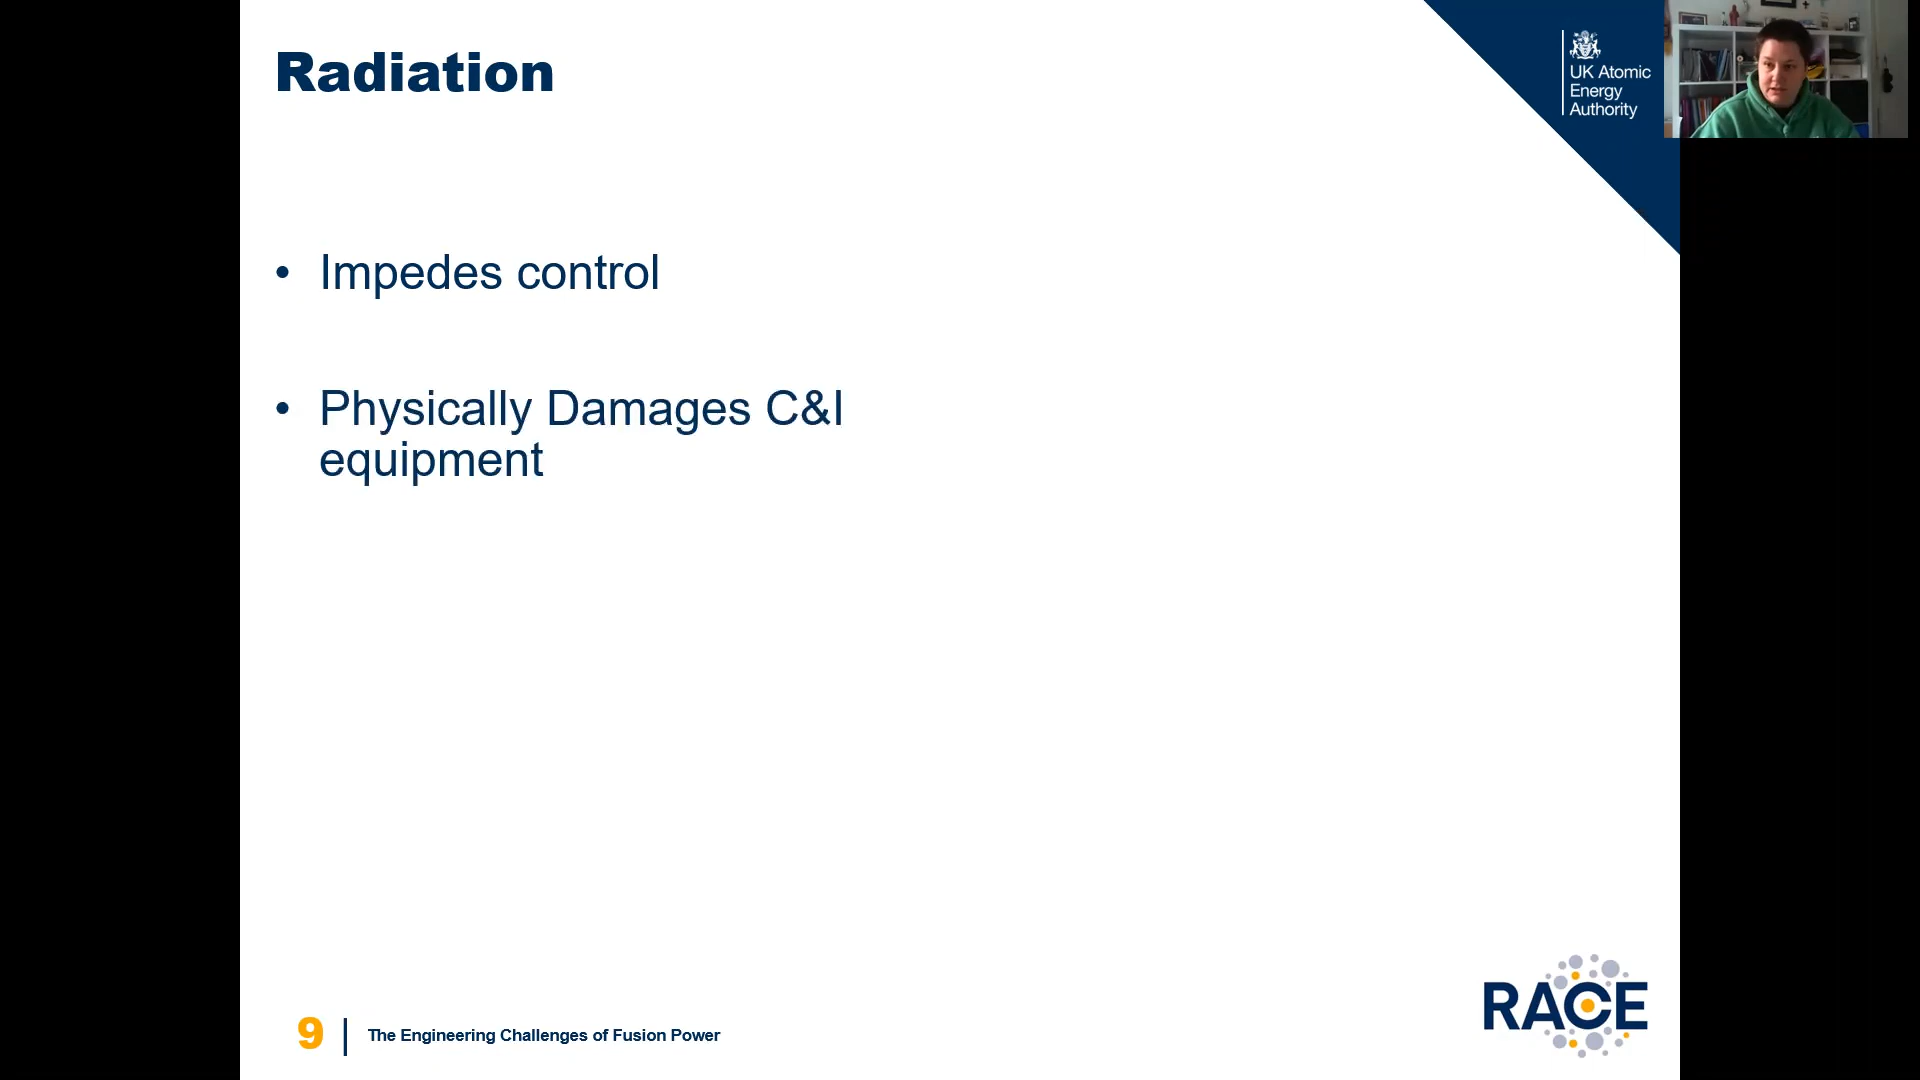 Radiation
UK Atomic
Energy
Authority
• Impedes control
• Physically Damages C&I
equipment
9
The Engineering Challenges of Fusion Power
RACE